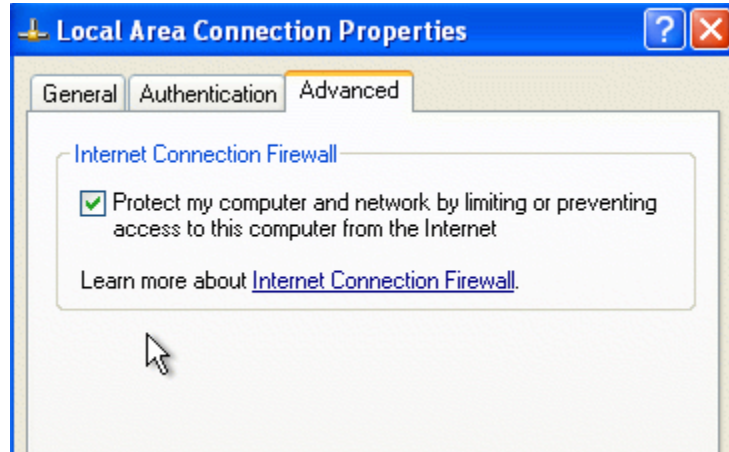 Local Area Connection Properties
General Authentication Advanced
Internet Connection Firewall
Protect my computer and network by limiting or preventing
access to this computer from the Internet
Learn more about Internet Connection Firewall.